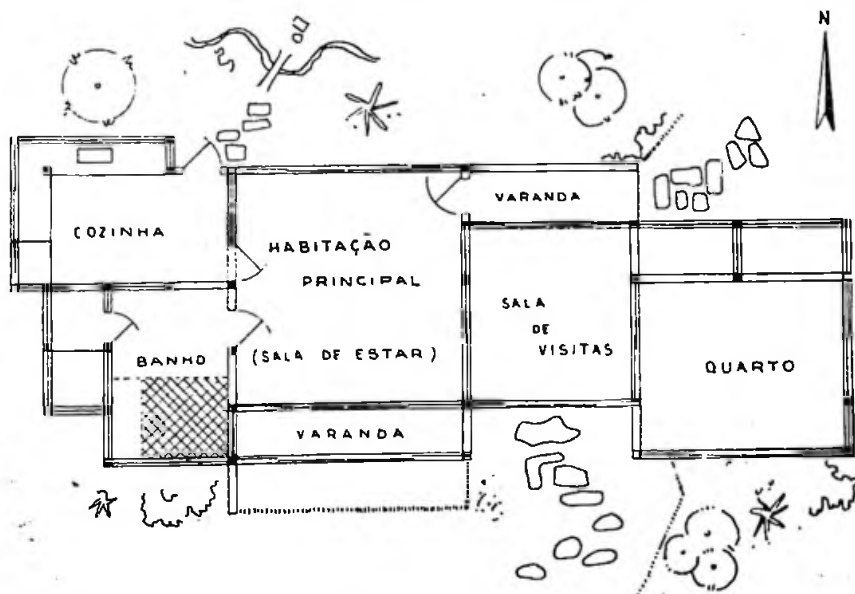 N
VARANDA
COZINHA
HABITAÇÃO
PRINCIPAL
SALA
DE
VISITAS
BANHO
(SALA DE ESTAR)
QUARTO
VARANDA